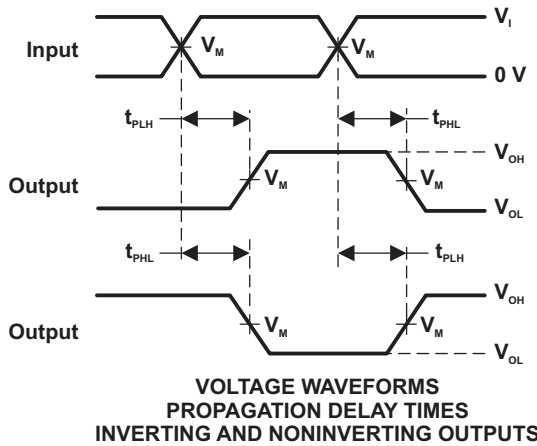 Input
V_M
V_M
V_I
0 V
t_PLH
t_PHL
Output
V_M
V_M
V_OH
V_OL
t_PHL
t_PLH
Output
V_M
V_M
V_OH
V_OL
VOLTAGE WAVEFORMS
PROPAGATION DELAY TIMES
INVERTING AND NONINVERTING OUTPUTS